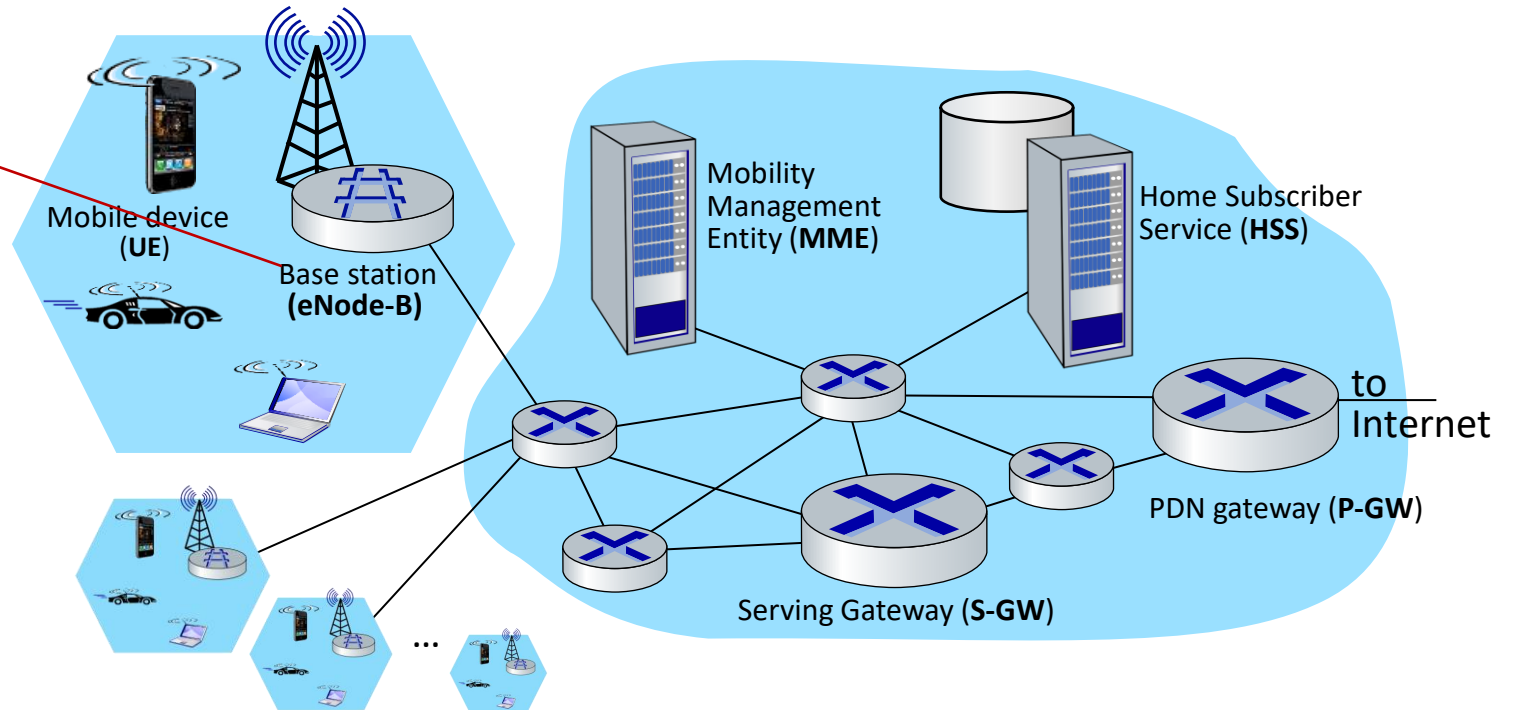 Mobile device
(UE)
Base station
(eNode-B)
Mobility
Management
Entity (MME)
Home Subscriber
Service (HSS)
to
Internet
PDN gateway (P-GW)
Serving Gateway (S-GW)
...